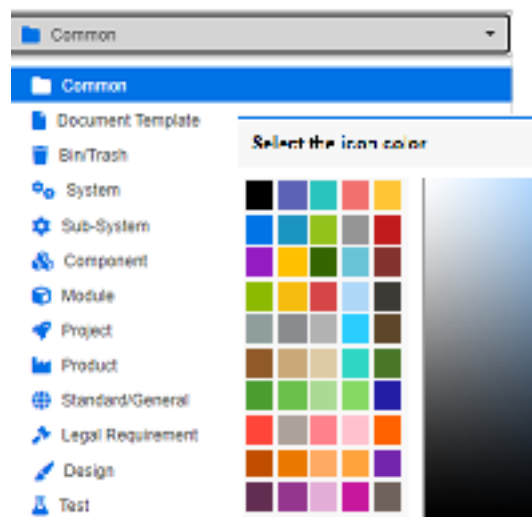 Common
Common
Document Template
Bin/Trash
Select the icon color
System
Sub-System
Component
Module
Project
Product
Standard/General
Legal Requirement
Design
Test